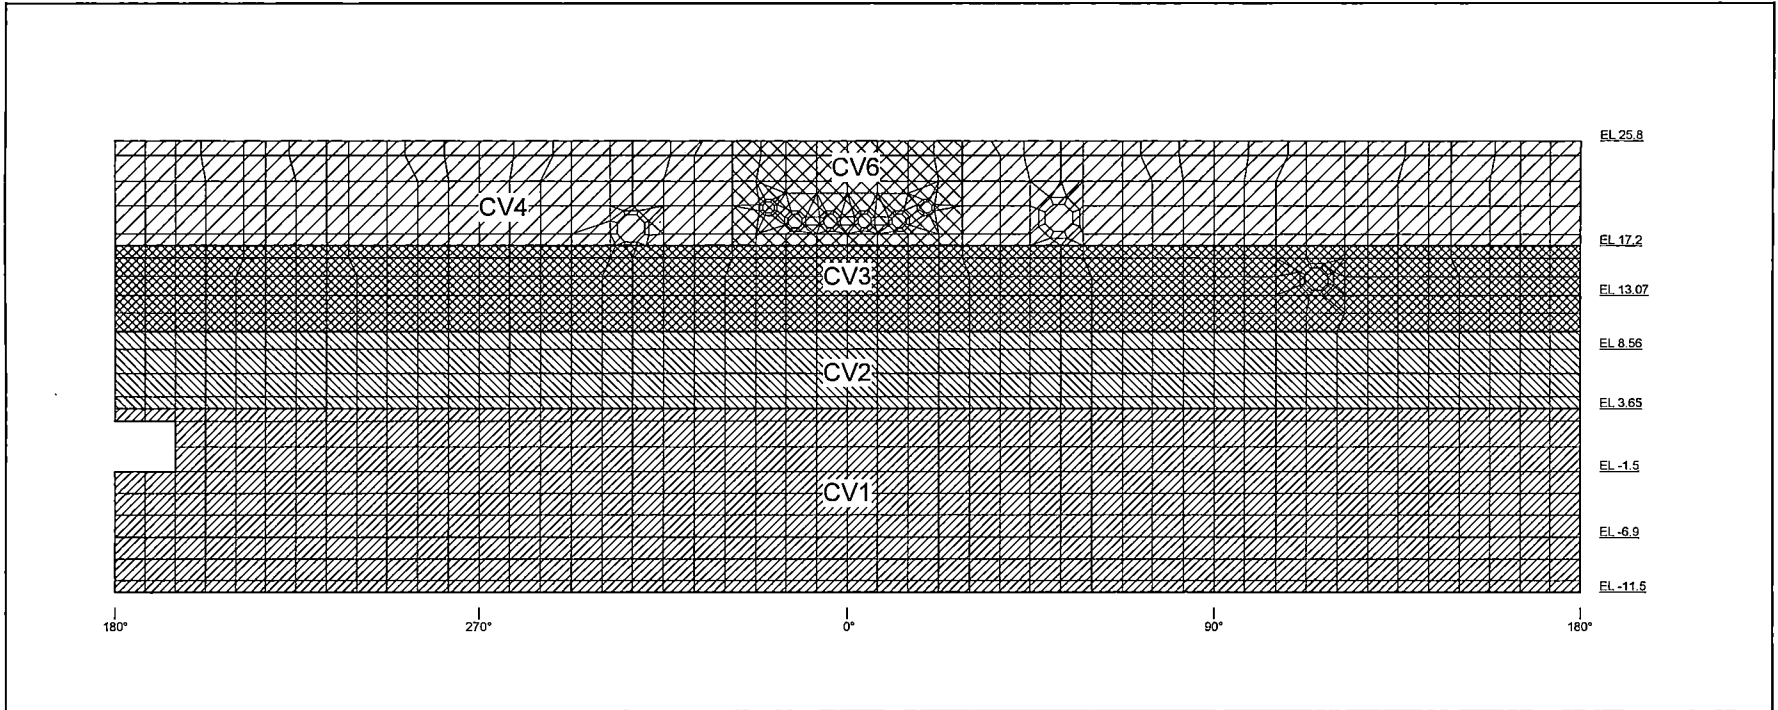 EL 25.8
CV6
CV4
EL 17.2
CV3
EL 13.07
EL 8.56
CV2
EL 3.65
EL -1.5
CV1
EL -6.9
EL -11.5
180° 270° 0° 90° 180°